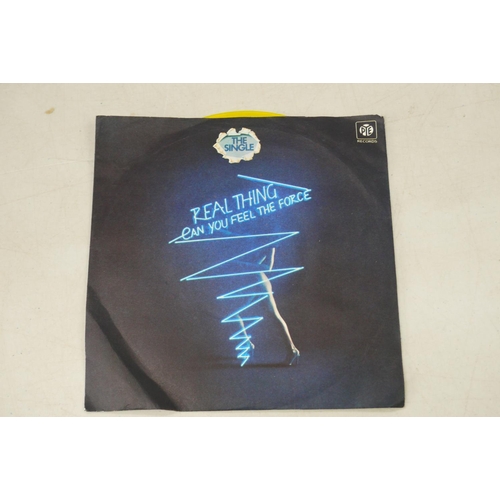 THE
SINGLE
PYE
RECORDS
REAL THING
CAN YOU FEEL THE FORCE